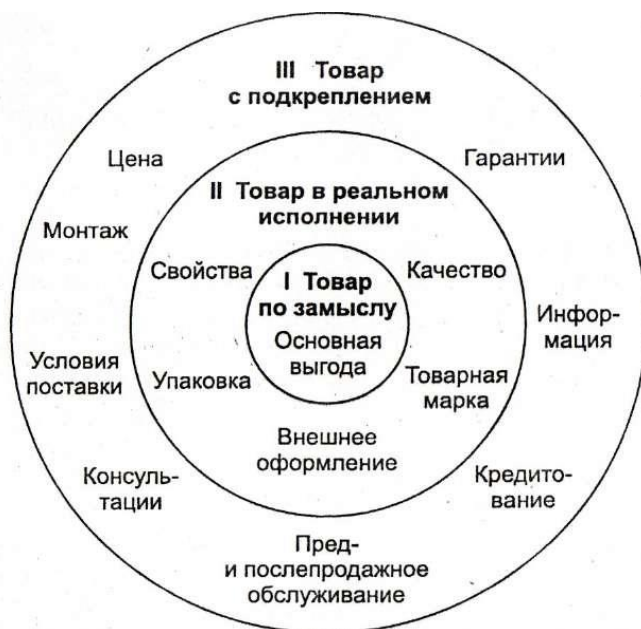 III Товар
с подкреплением
Цена
Гарантии
II Товар в реальном
исполнении
Монтаж
Свойства
Качество
I Товар
по замыслу
Основная
выгода
Инфор-
мация
Условия
поставки
Упаковка
Товарная
марка
Внешнее
оформление
Консуль-
тации
Кредито-
вание
Пред-
и послепродажное
обслуживание